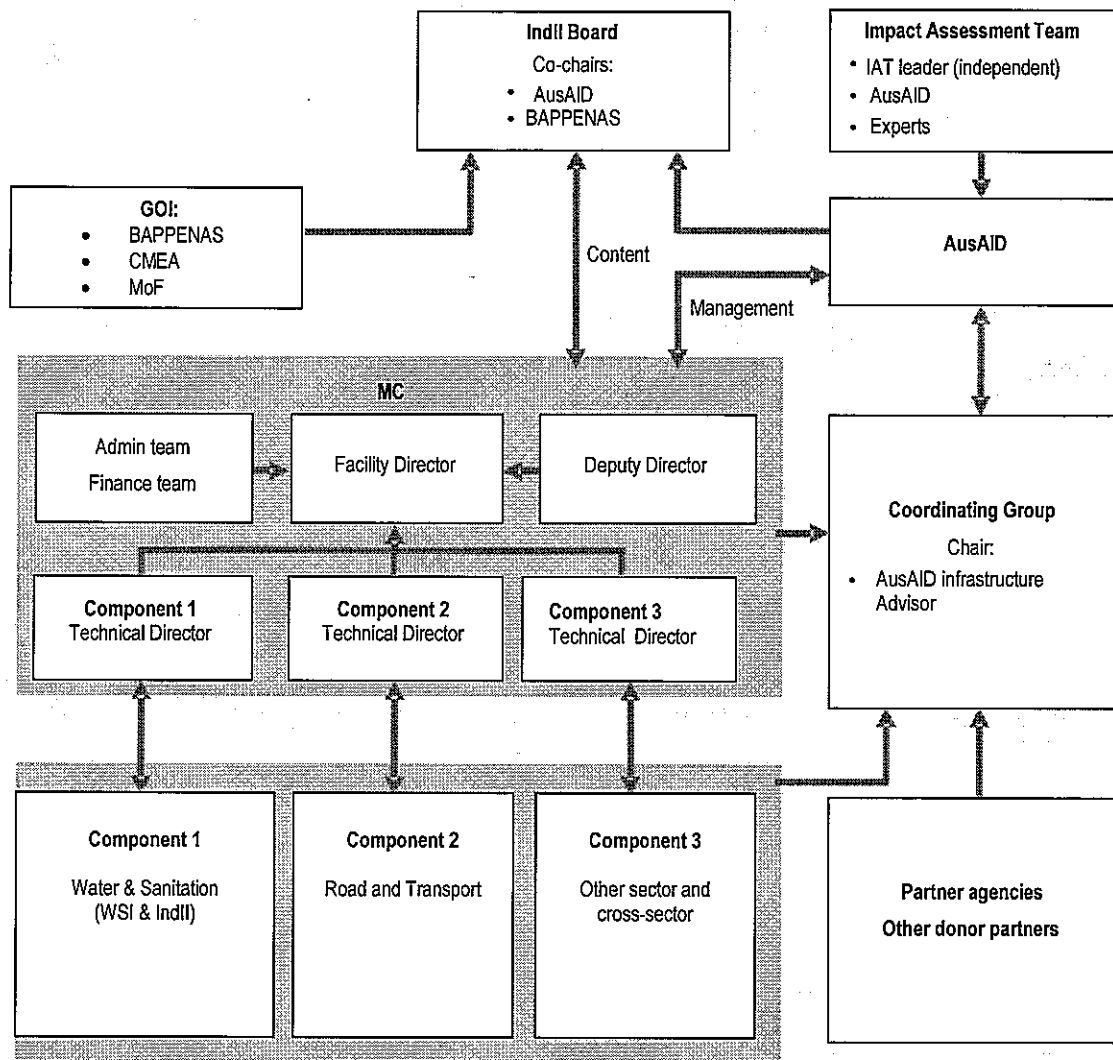 IndII Board
Co-chairs:
• AusAID
• BAPPENAS
Impact Assessment Team
• IAT leader (independent)
• AusAID
• Experts
GOI:
• BAPPENAS
• CMEA
• MoF
AusAID
Content
Management
MC
Admin team
Finance team
Facility Director
Deputy Director
Coordinating Group
Chair:
• AusAID infrastructure
Advisor
Component 1
Technical Director
Component 2
Technical Director
Component 3
Technical Director
Component 1
Water & Sanitation
(WSI & IndII)
Component 2
Road and Transport
Component 3
Other sector and
cross-sector
Partner agencies
Other donor partners